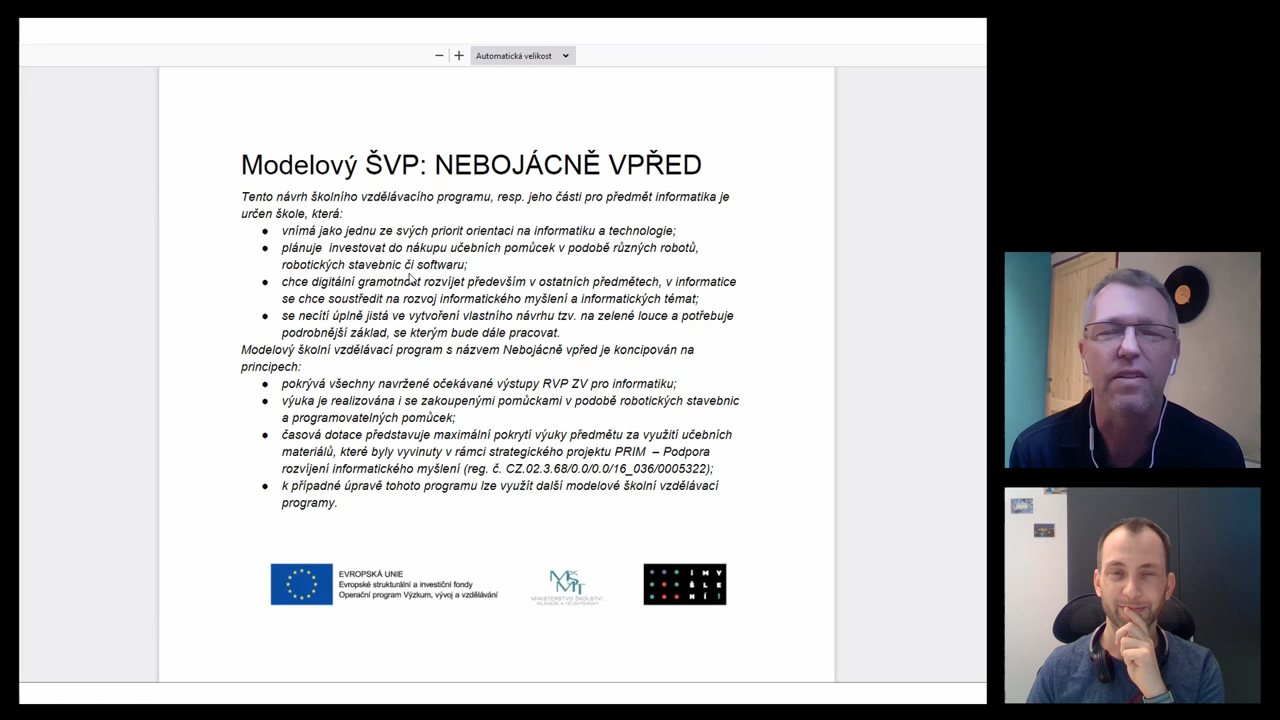 Automatická velikost
Modelový ŠVP: NEBOJÁCNĚ VPŘED
Tento návrh školního vzdělávacího programu, resp. jeho části pro předmět informatika je
určen škole, která:
● vnímá jako jednu ze svých priorit orientaci na informatiku a technologie;
● plánuje investovat do nákupu učebních pomůcek v podobě různých robotů,
robotických stavebnic či softwaru;
● chce digitální gramotnost rozvíjet především v ostatních předmětech, v informatice
se chce soustředit na rozvoj informatického myšlení a informatických témat;
● se necítí úplně jistá ve vytvoření vlastního návrhu tzv. na zelené louce a potřebuje
podrobnější základ, se kterým bude dále pracovat.
Modelový školní vzdělávací program s názvem Nebojácně vpřed je koncipován na
principech:
● pokrývá všechny navržené očekávané výstupy RVP ZV pro informatiku;
● výuka je realizována i se zakoupenými pomůckami v podobě robotických stavebnic
a programovatelných pomůcek;
● časová dotace představuje maximální pokrytí výuky předmětu za využití učebních
materiálů, které byly vyvinuty v rámci strategického projektu PRIM – Podpora
rozvíjení informatického myšlení (reg. č. CZ.02.3.68/0.0/0.0/16_036/0005322);
● k případné úpravě tohoto programu lze využít další modelové školní vzdělávací
programy.
EVROPSKÁ UNIE
Evropské strukturální a investiční fondy
Operační program Výzkum, vývoj a vzdělávání
MŠMT
MINISTERSTVO ŠKOLSTVÍ,
MLÁDEŽE A TĚLOVÝCHOVY
iMY
ŠLE
NÍ!